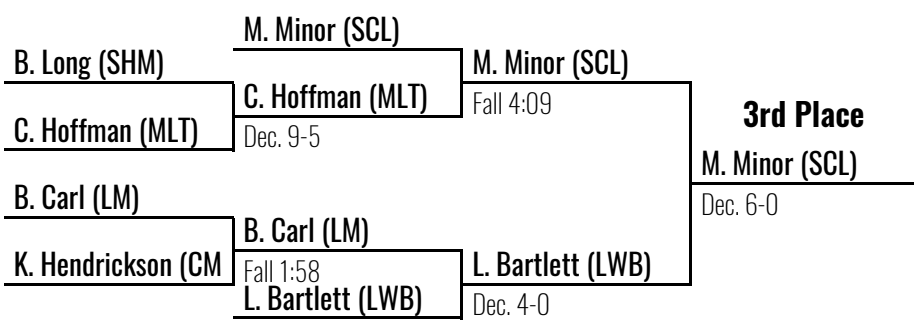 M. Minor (SCL)
B. Long (SHM)
M. Minor (SCL)
C. Hoffman (MLT)
Fall 4:09
C. Hoffman (MLT)
Dec. 9-5
3rd Place
M. Minor (SCL)
Dec. 6-0
B. Carl (LM)
B. Carl (LM)
K. Hendrickson (CM
Fall 1:58
L. Bartlett (LWB)
L. Bartlett (LWB)
Dec. 4-0